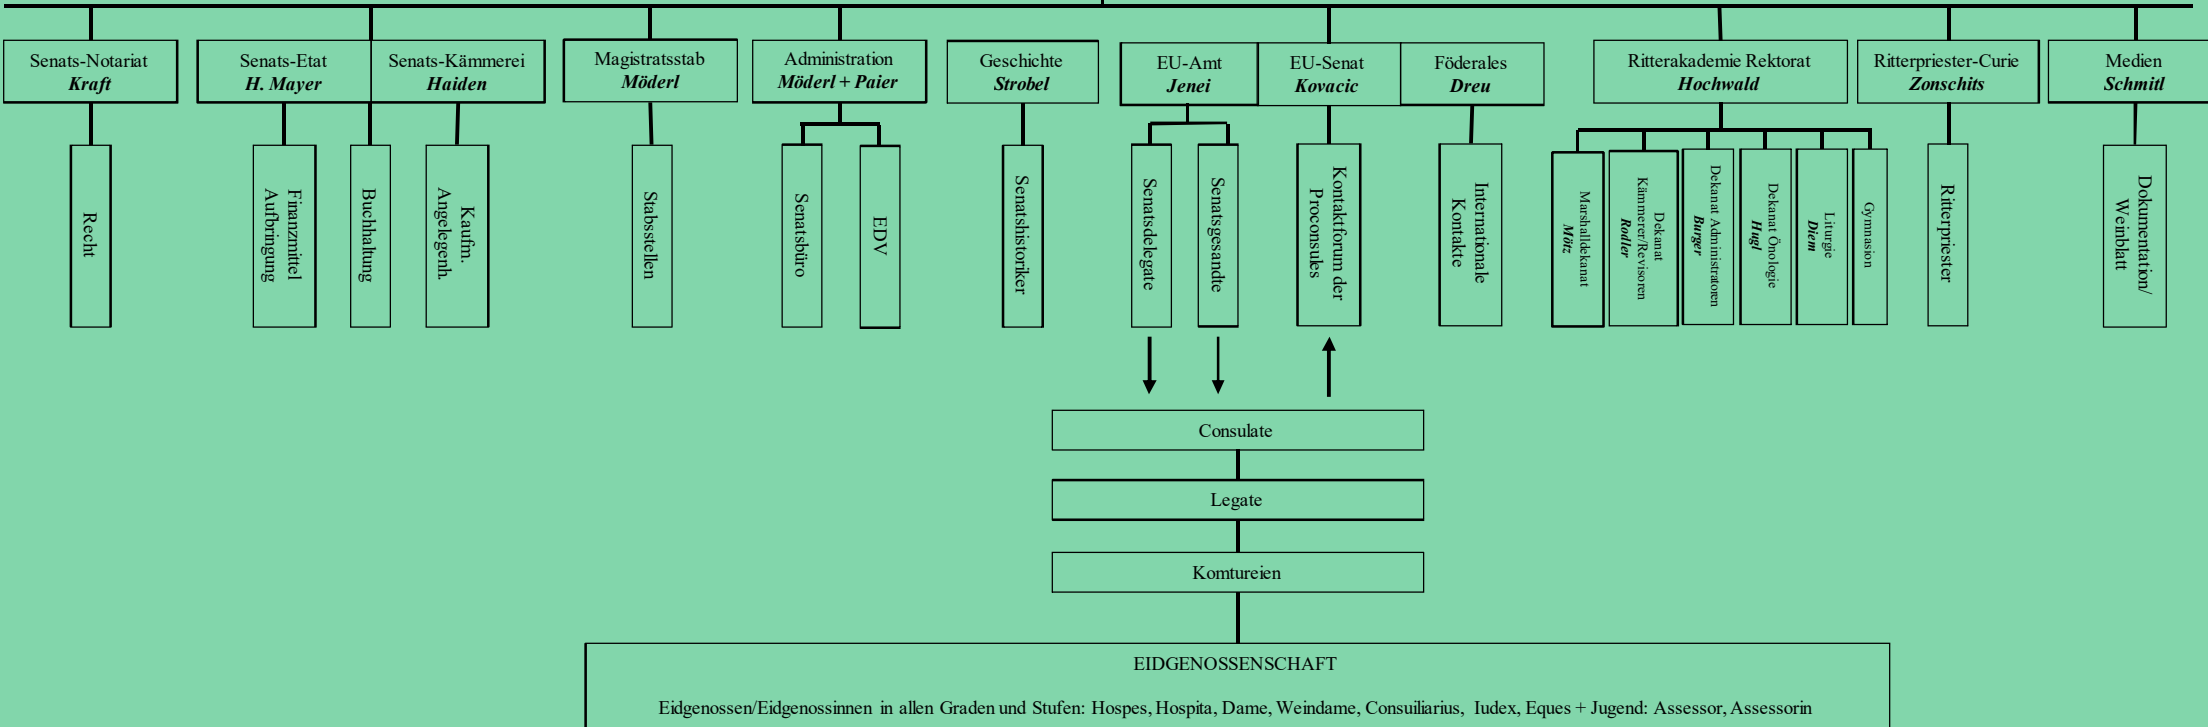 Senats-Notariat
Kraft
Senats-Etat
H. Mayer
Senats-Kämmerei
Haiden
Magistratsstab
Möderl
Administration
Möderl + Paier
Geschichte
Strobel
EU-Amt
Jenei
EU-Senat
Kovacic
Föderales
Dreu
Ritterakademie Rektorat
Hochwald
Ritterpriester-Curie
Zonschits
Medien
Schmitl
Recht
Finanzmittel
Aufbringung
Buchhaltung
Kaufm.
Angelegenh.
Stabsstellen
Senatsbüro
EDV
Senatshistoriker
Senatsdelegate
Senatsgesandte
Kontaktforum der
Proconsules
Internationale
Kontakte
Marshalldekanat
Mötz
Dekanat
Kämmerer/Revisoren
Rodler
Dekanat Administratoren
Burger
Dekanat Önologie
Hugl
Liturgie
Diem
Gymnasion
Ritterpriester
Dokumentation/
Weinblatt
Consulate
Legate
Komtureien
EIDGENOSSENSCHAFT
Eidgenossen/Eidgenossinnen in allen Graden und Stufen: Hospes, Hospita, Dame, Weindame, Consuiliarius, Iudex, Eques + Jugend: Assessor, Assessorin